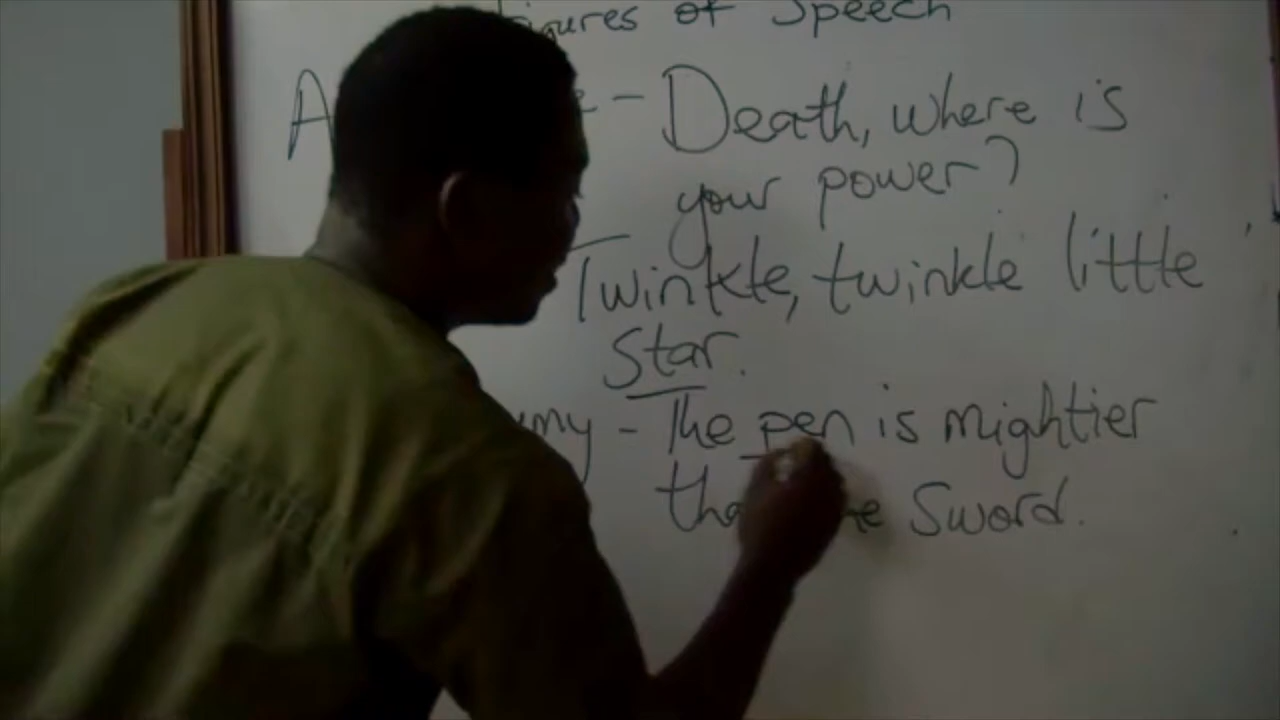 Figures of Speech
Death, where is
your power?
Twinkle, twinkle little
Star.
- The pen is mightier
Sword.